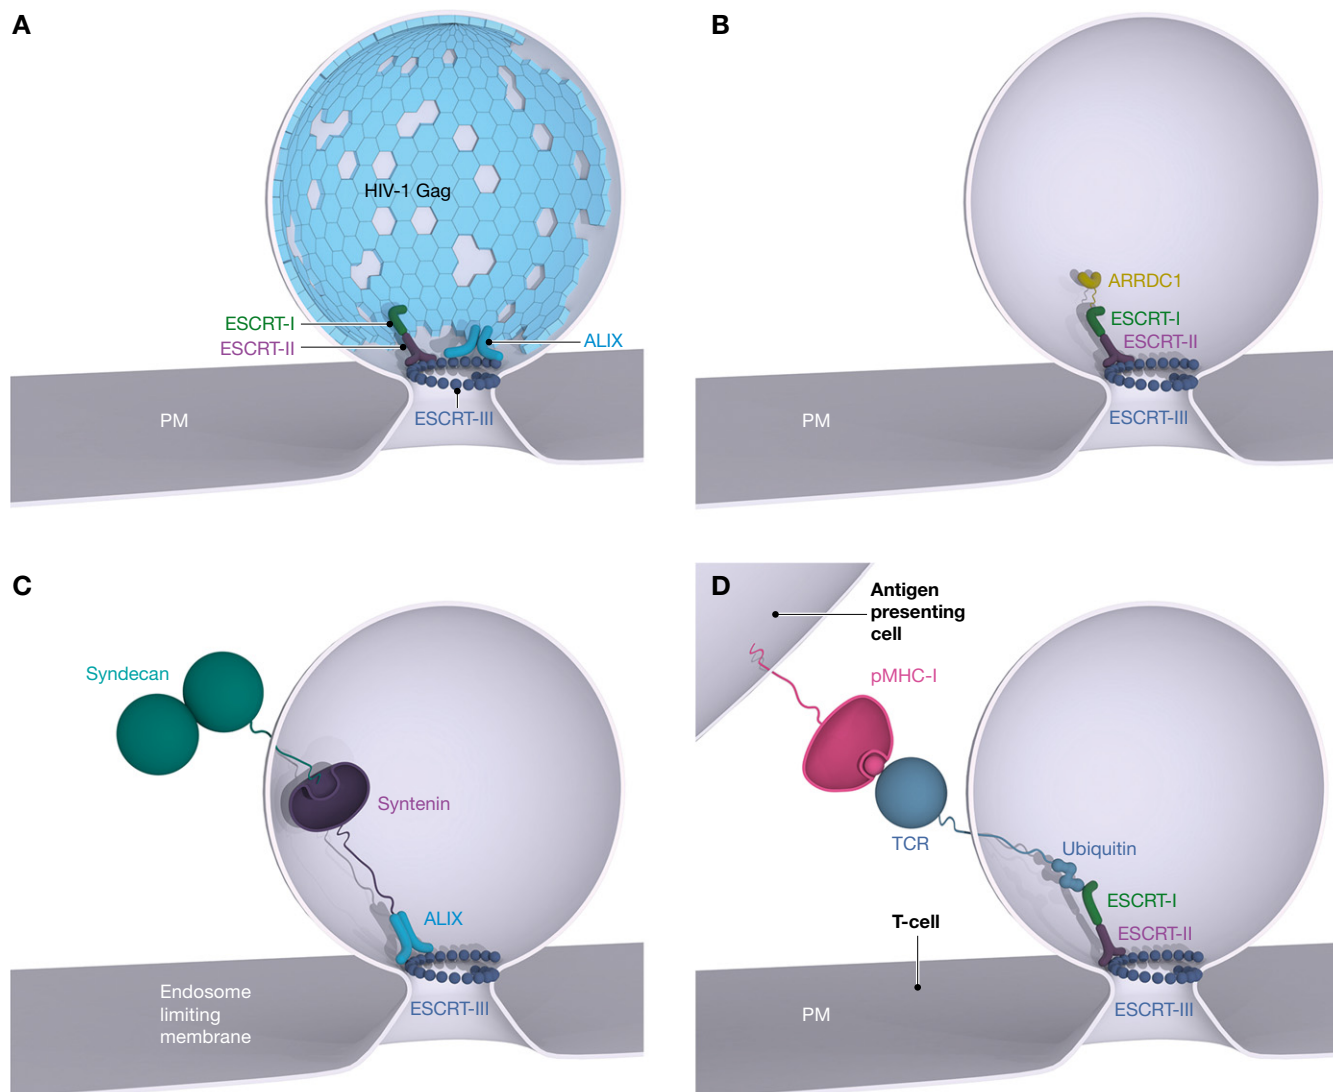 A
HIV-1 Gag
ESCRT-I
ESCRT-II
ALIX
PM
ESCRT-III
B
ARRDC1
ESCRT-I
ESCRT-II
PM
ESCRT-III
C
Syndecan
Syntenin
ALIX
Endosome
limiting
membrane
ESCRT-III
D
Antigen
presenting
cell
pMHC-I
TCR
Ubiquitin
ESCRT-I
T-cell
ESCRT-II
PM
ESCRT-III